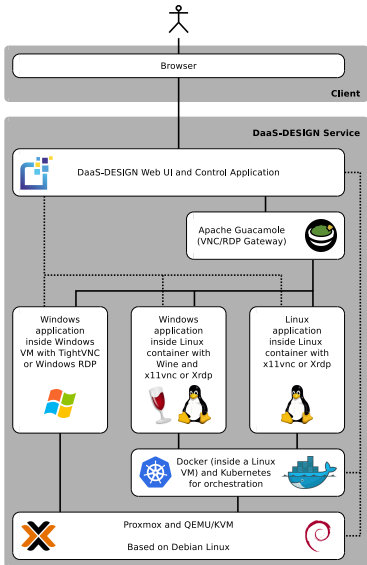 Browser
Client
DaaS-DESIGN Service
DaaS-DESIGN Web UI and Control Application
Apache Guacamole
(VNC/RDP Gateway)
Windows
application
inside Windows
VM with TightVNC
or Windows RDP
Windows
application
inside Linux
container with
Wine and
x11vnc or Xrdp
Linux
application
inside Linux
container with
x11vnc or Xrdp
Docker (inside a Linux
VM) and Kubernetes
for orchestration
Proxmox and QEMU/KVM
Based on Debian Linux